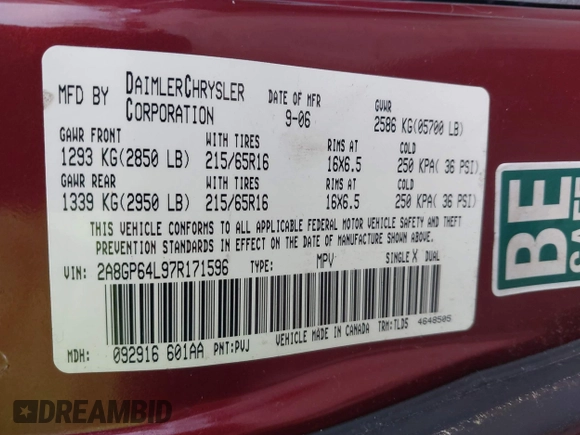 MFD BY DAIMLERCHRYSLER CORPORATION
DATE OF MFR 9-06
GVWR 2586 KG(05700 LB)
GAWR FRONT WITH TIRES RIMS AT COLD
1293 KG(2850 LB) 215/65R16 16X6.5 250 KPA( 36 PSI)
GAWR REAR WITH TIRES RIMS AT COLD
1339 KG(2950 LB) 215/65R16 16X6.5 250 KPA( 36 PSI)
THIS VEHICLE CONFORMS TO ALL APPLICABLE FEDERAL MOTOR VEHICLE SAFETY AND THEFT
PREVENTION STANDARDS IN EFFECT ON THE DATE OF MANUFACTURE SHOWN ABOVE.
VIN: 2A8GP64L97R171596 TYPE: MPV SINGLE X DUAL
MDH: 092916 601AA PNT:PVJ VEHICLE MADE IN CANADA TRM:TLD5 4648505
BE
DREAMBID